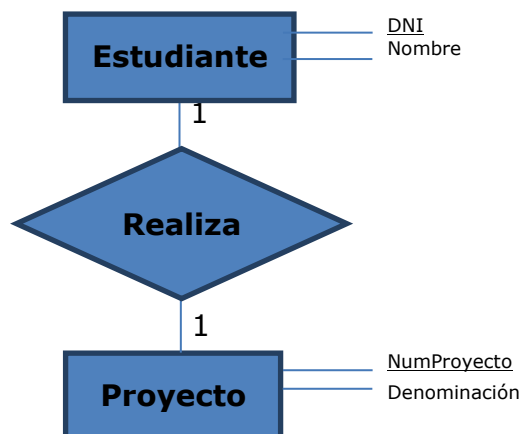 DNI
Estudiante
Nombre
1
Realiza
1
NumProyecto
Proyecto
Denominación